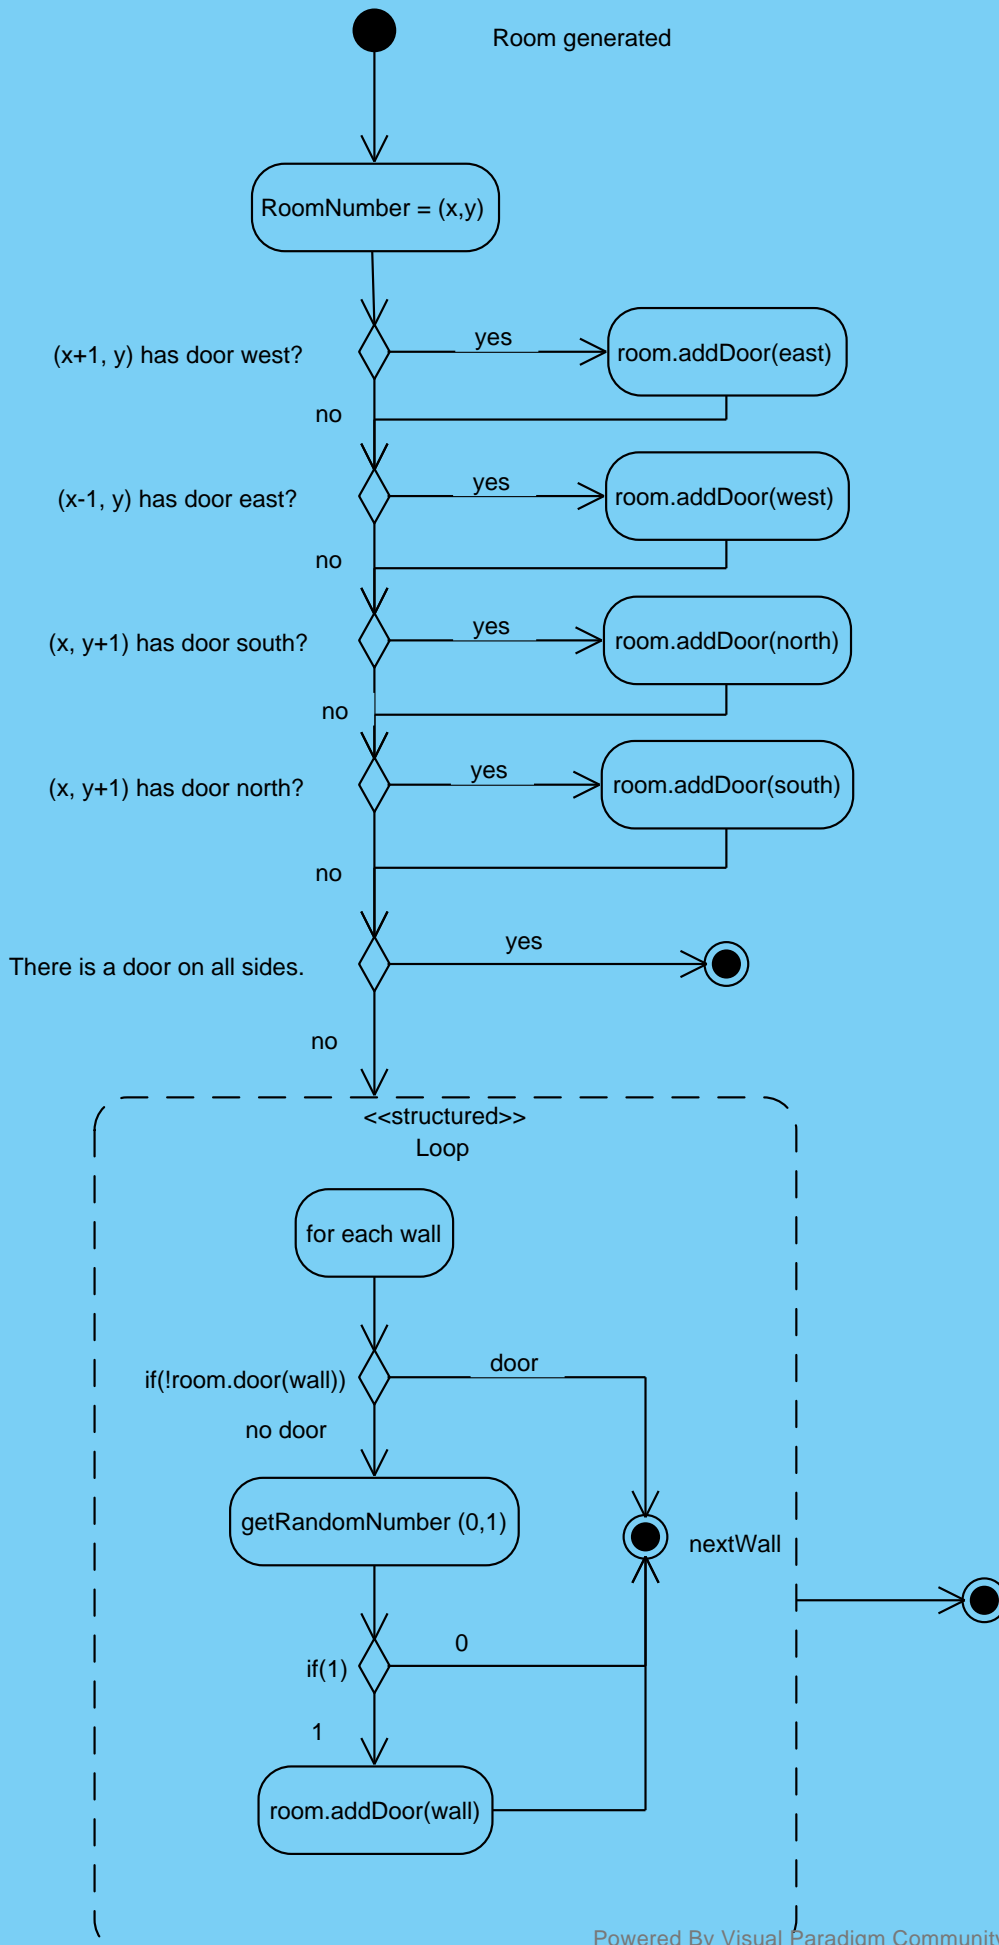 Room generated
RoomNumber = (x,y)
(x+1, y) has door west?
yes
room.addDoor(east)
no
(x-1, y) has door east?
yes
room.addDoor(west)
no
(x, y+1) has door south?
yes
room.addDoor(north)
no
(x, y+1) has door north?
yes
room.addDoor(south)
no
There is a door on all sides.
yes
no
<<structured>>
Loop
for each wall
if(!room.door(wall))
door
no door
getRandomNumber (0,1)
nextWall
if(1)
0
1
room.addDoor(wall)
Powered By Visual Paradigm Community